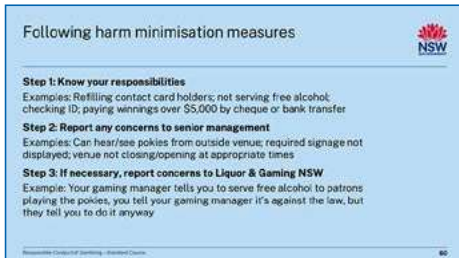 Following harm minimisation measures
NSW
GOVERNMENT
Step 1: Know your responsibilities
Examples: Refilling contact card holders; not serving free alcohol;
checking ID; paying winnings over $5,000 by cheque or bank transfer
Step 2: Report any concerns to senior management
Examples: Can hear/see pokies from outside venue; required signage not
displayed; venue not closing/opening at appropriate times
Step 3: If necessary, report concerns to Liquor & Gaming NSW
Example: Your gaming manager tells you to serve free alcohol to patrons
playing the pokies, you tell your gaming manager it's against the law, but
they tell you to do it anyway
Responsible Conduct of Gambling - Standard Course
60